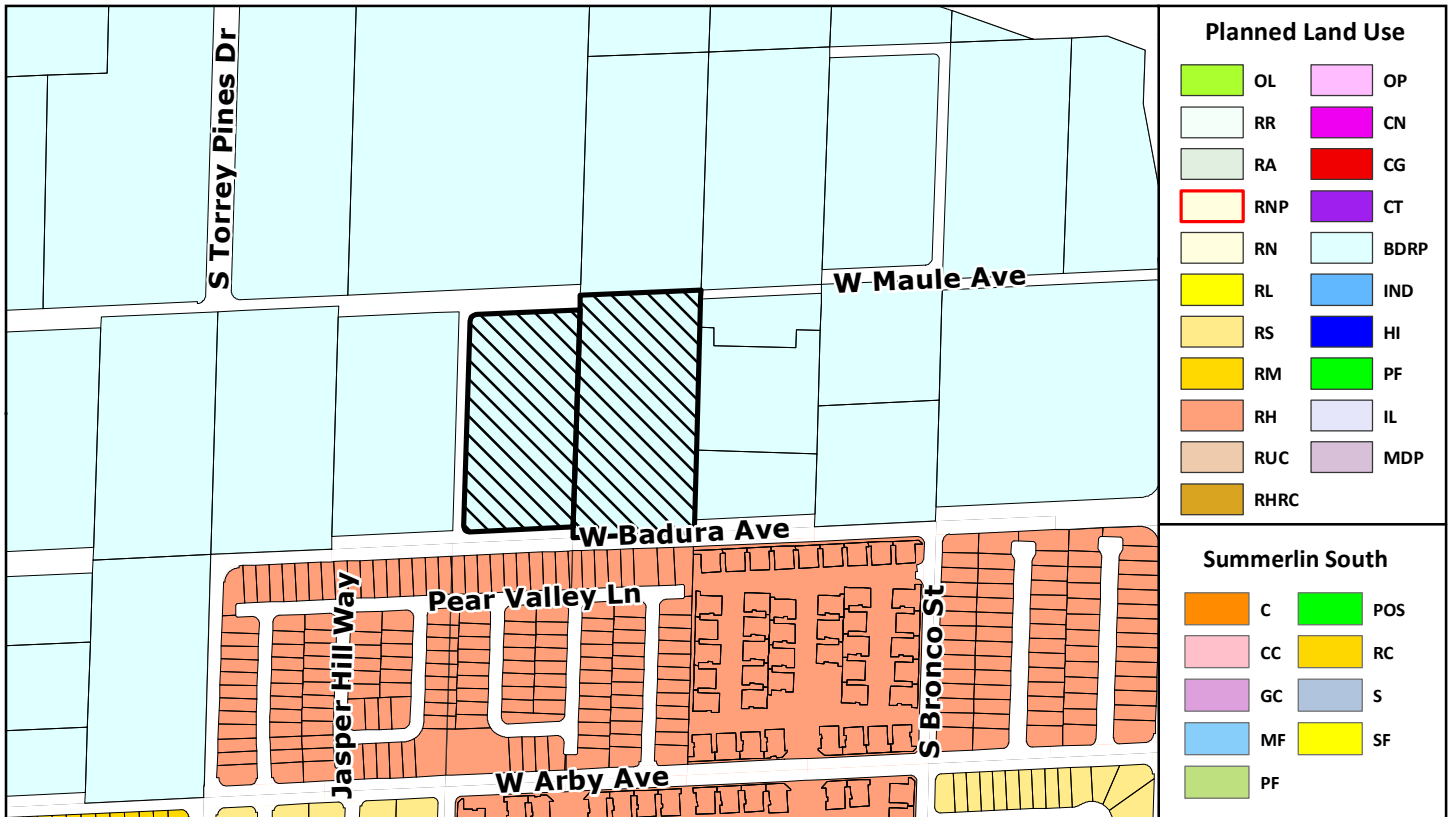 S Torrey Pines Dr
W Maule Ave
W Badura Ave
Pear Valley Ln
Jasper Hill Way
S Bronco St
W Arby Ave
Planned Land Use
OL OP
RR CN
RA CG
RNP CT
RN BDRP
RL IND
RS HI
RM PF
RH IL
RUC MDP
RHRC
Summerlin South
C POS
CC RC
GC S
MF SF
PF